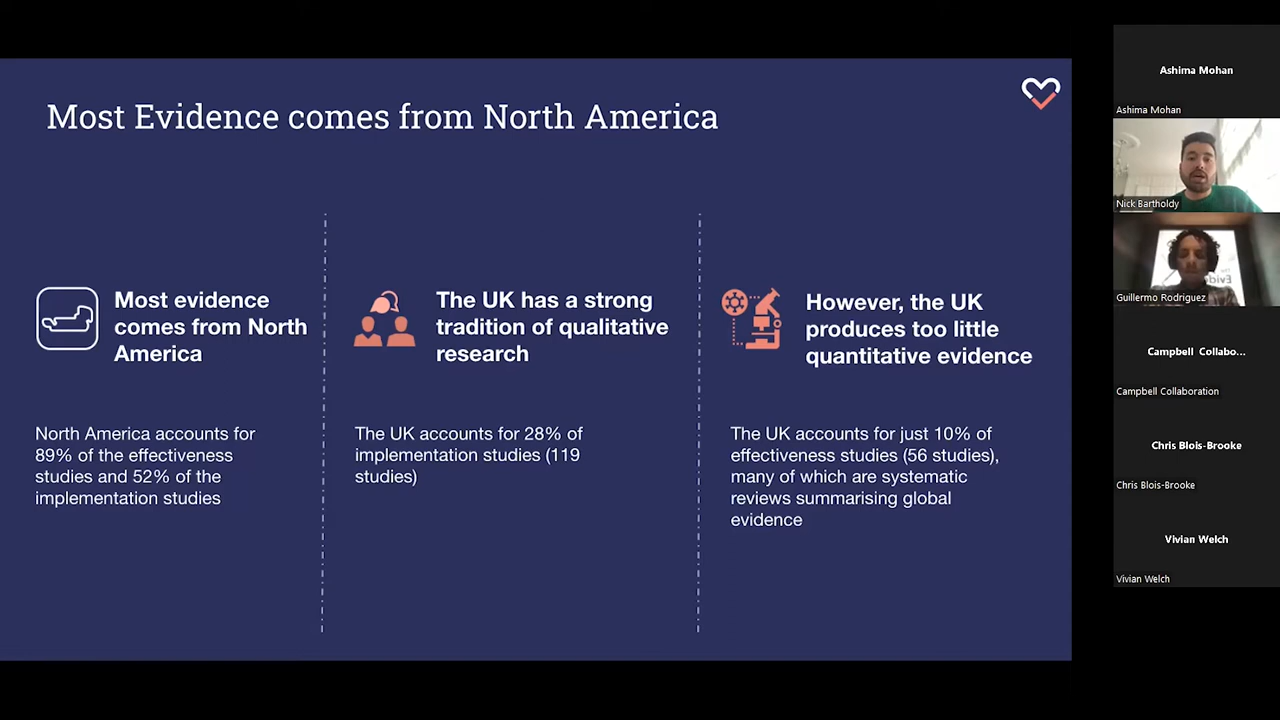 Most Evidence comes from North America
Most evidence
comes from North
America
North America accounts for
89% of the effectiveness
studies and 52% of the
implementation studies
The UK has a strong
tradition of qualitative
research
The UK accounts for 28% of
implementation studies (119
studies)
However, the UK
produces too little
quantitative evidence
The UK accounts for just 10% of
effectiveness studies (56 studies),
many of which are systematic
reviews summarising global
evidence
Ashima Mohan
Ashima Mohan
Nick Bartholdy
Guillermo Rodriguez
Campbell Collabo...
Campbell Collaboration
Chris Blois-Brooke
Chris Blois-Brooke
Vivian Welch
Vivian Welch